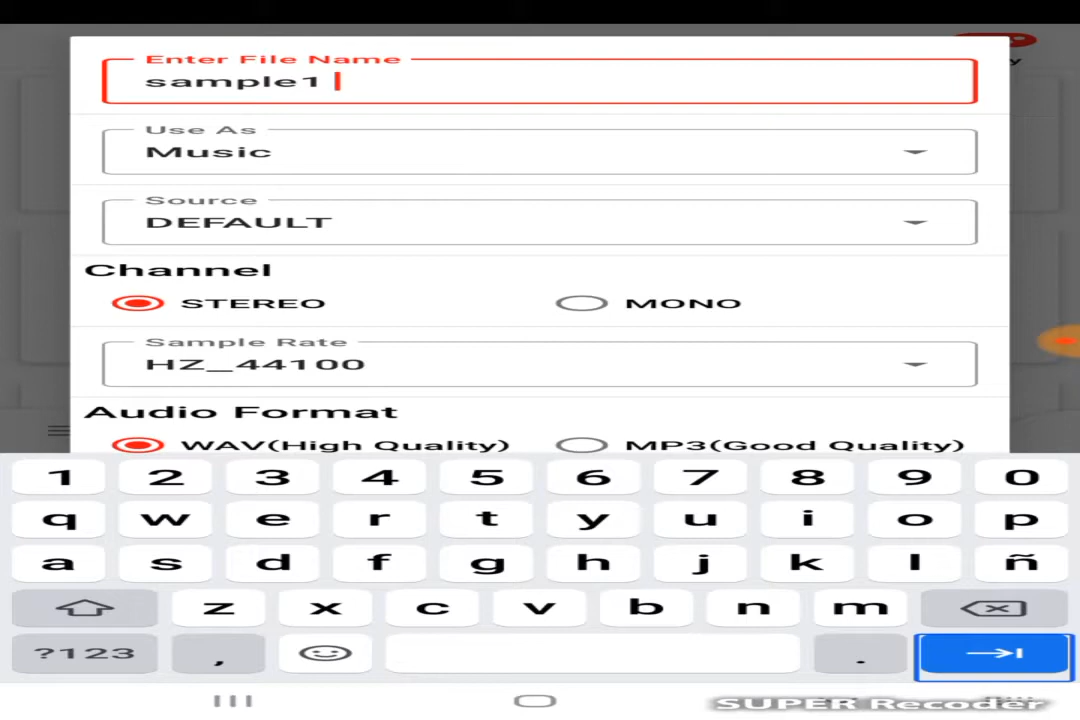 Enter File Name
sample1
Use As
Music
Source
DEFAULT
Channel
STEREO MONO
Sample Rate
HZ_44100
Audio Format
WAV(High Quality) MP3(Good Quality)
1 2 3 4 5 6 7 8 9 0
q w e r t y u i o p
a s d f g h j k l ñ
z x c v b n m
?123 , .
SUPER Recoder